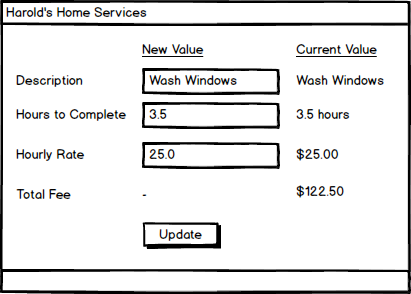 Harold's Home Services
New Value Current Value
Description Wash Windows Wash Windows
Hours to Complete 3.5 3.5 hours
Hourly Rate 25.0 $25.00
Total Fee - $122.50
Update